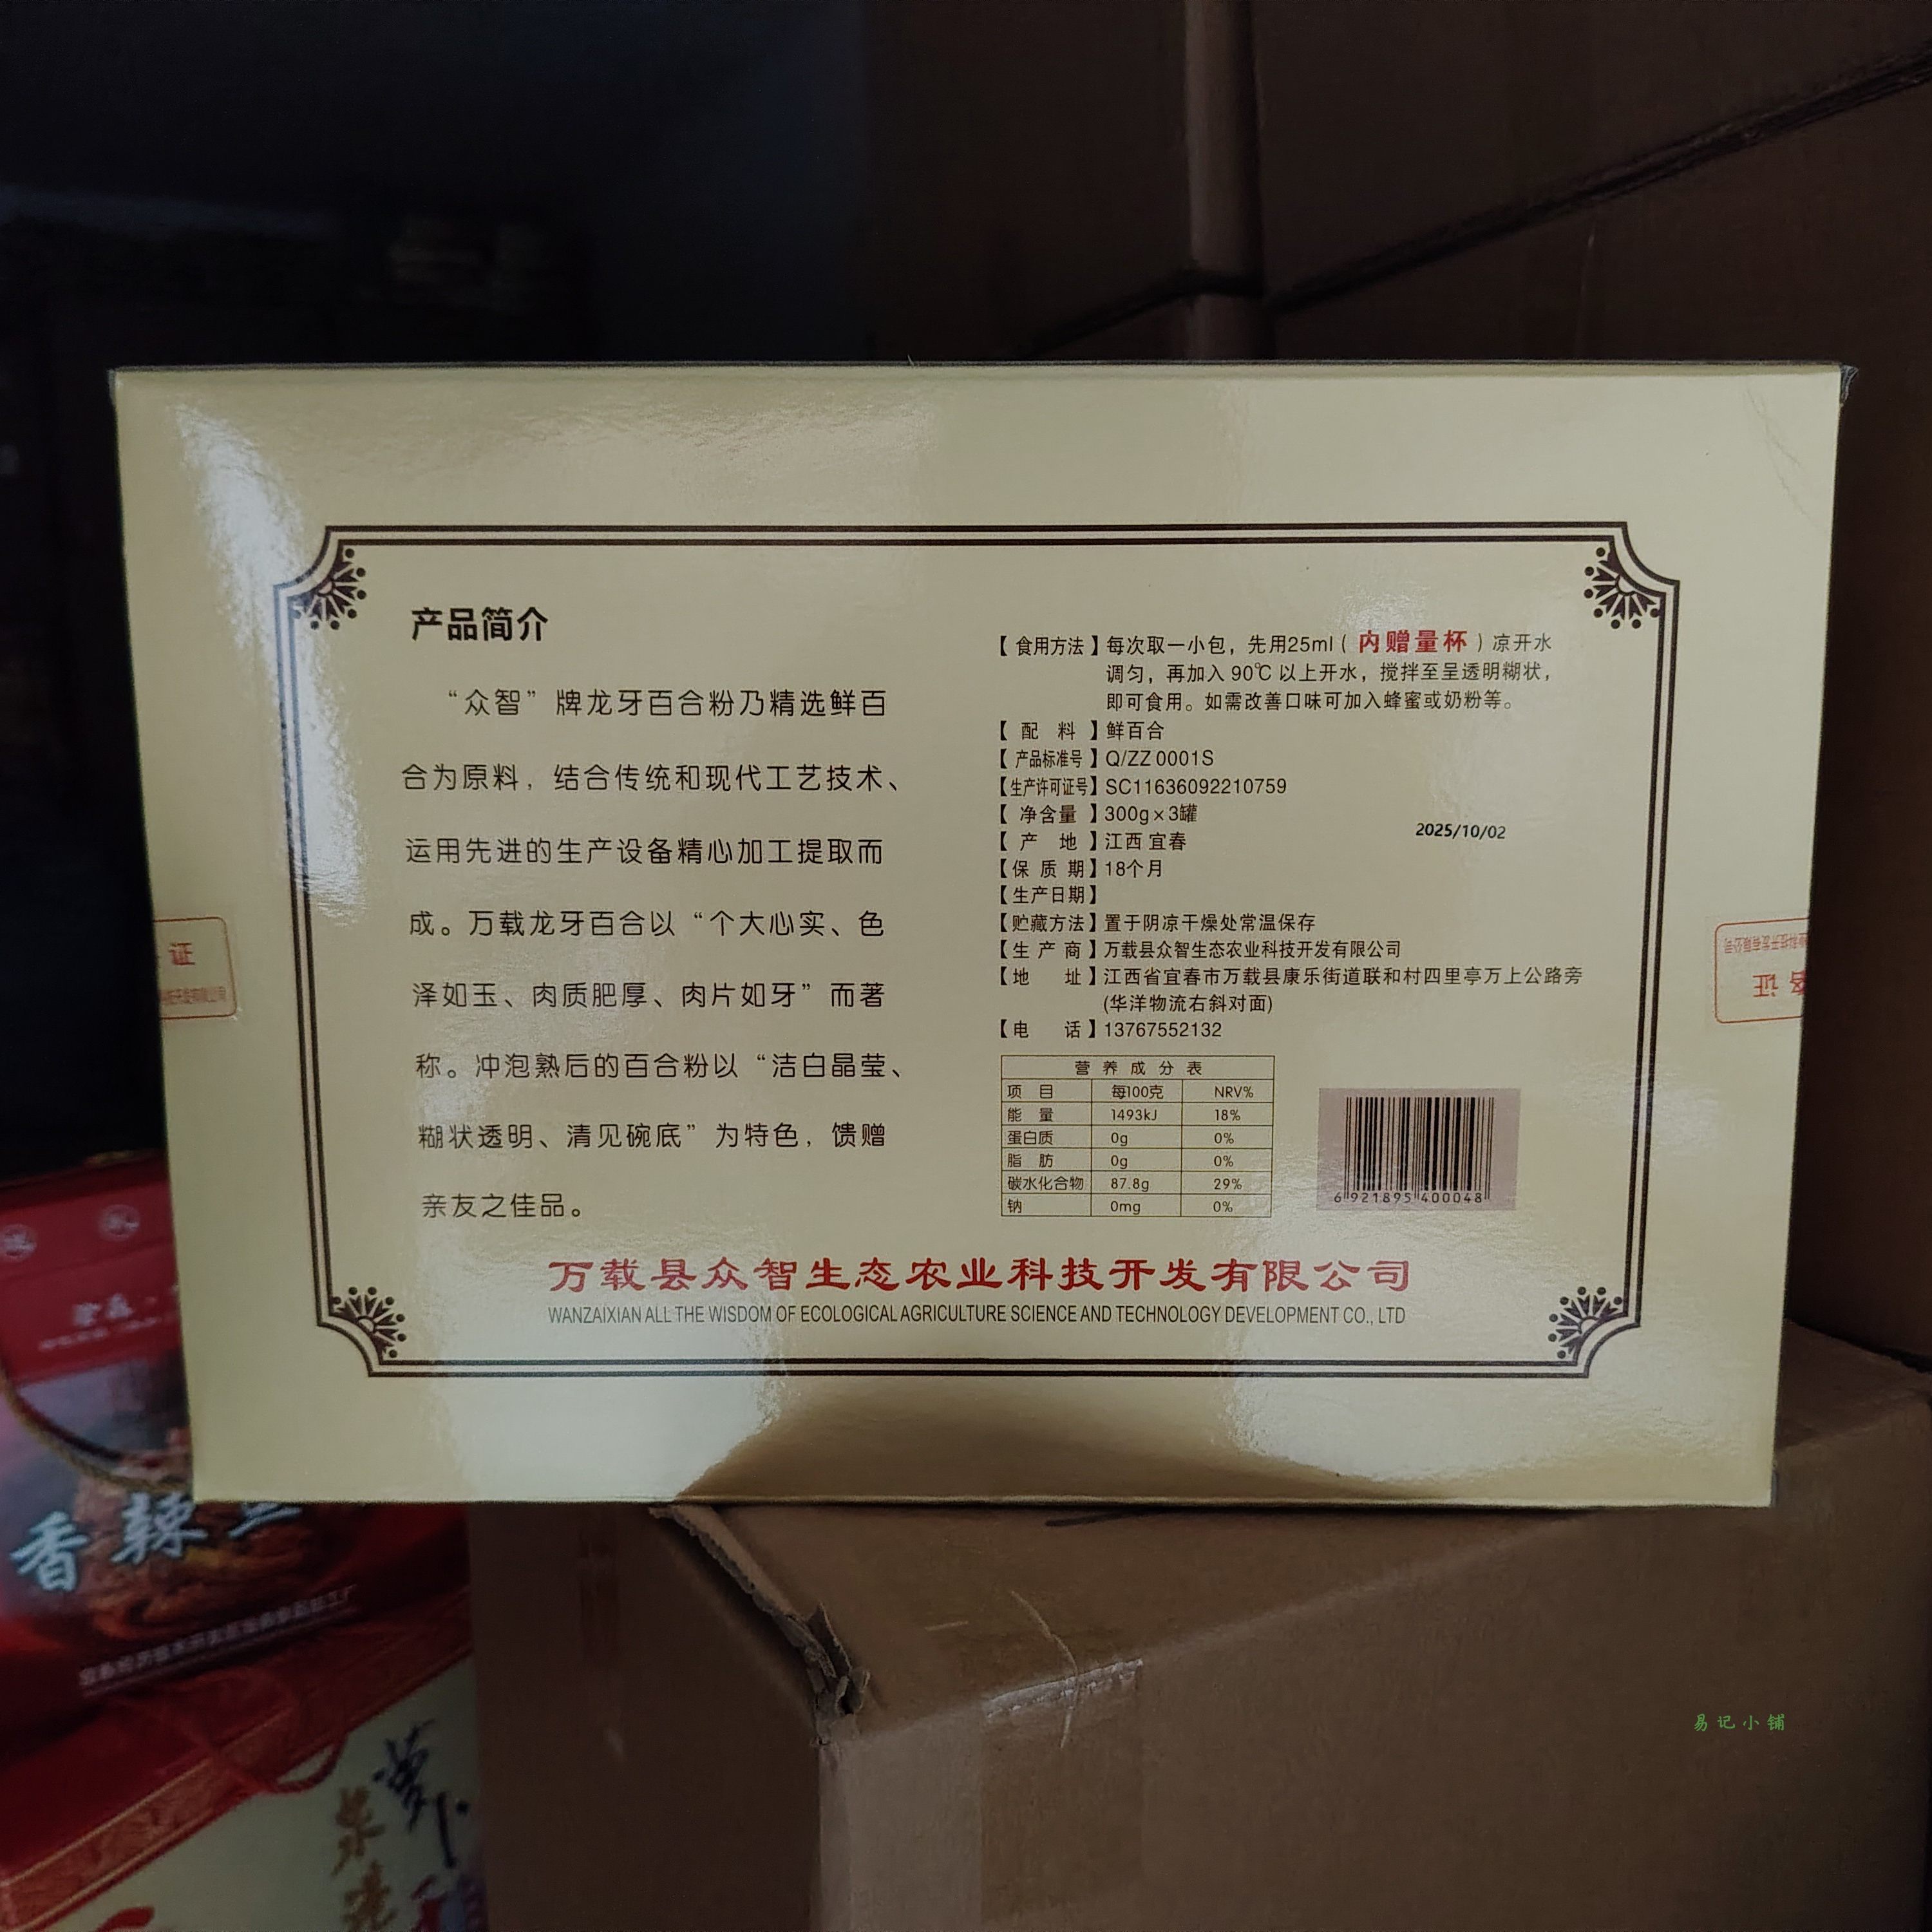 产品简介
“众智”牌龙牙百合粉乃精选鲜百
合为原料，结合传统和现代工艺技术、
运用先进的生产设备精心加工提取而
成。万载龙牙百合以“个大心实、色
泽如玉、肉质肥厚、肉片如牙”而著
称。冲泡熟后的百合粉以“洁白晶莹、
糊状透明、清见碗底”为特色，馈赠
亲友之佳品。
【食用方法】每次取一小包，先用25ml（内赠量杯）凉开水
调匀，再加入90℃以上开水，搅拌至呈透明糊状，
即可食用。如需改善口味可加入蜂蜜或奶粉等。
【配 料】鲜百合
【产品标准号】Q/ZZ 0001S
【生产许可证号】SC11636092210759
【净含量】300g×3罐
2025/10/02
【产 地】江西 宜春
【保 质 期】18个月
【生产日期】
【贮藏方法】置于阴凉干燥处常温保存
【生 产 商】万载县众智生态农业科技开发有限公司
【地 址】江西省宜春市万载县康乐街道联和村四里亭万上公路旁
(华洋物流右斜对面)
【电 话】13767552132
营养成分表
项 目 每100克 NRV%
能 量 1493kJ 18%
蛋白质 0g 0%
脂 肪 0g 0%
碳水化合物 87.8g 29%
钠 0mg 0%
6 921895 400048
万载县众智生态农业科技开发有限公司
WANZAIXIAN ALL THE WISDOM OF ECOLOGICAL AGRICULTURE SCIENCE AND TECHNOLOGY DEVELOPMENT CO., LTD
证
格证
香辣
萝卜
易记小铺